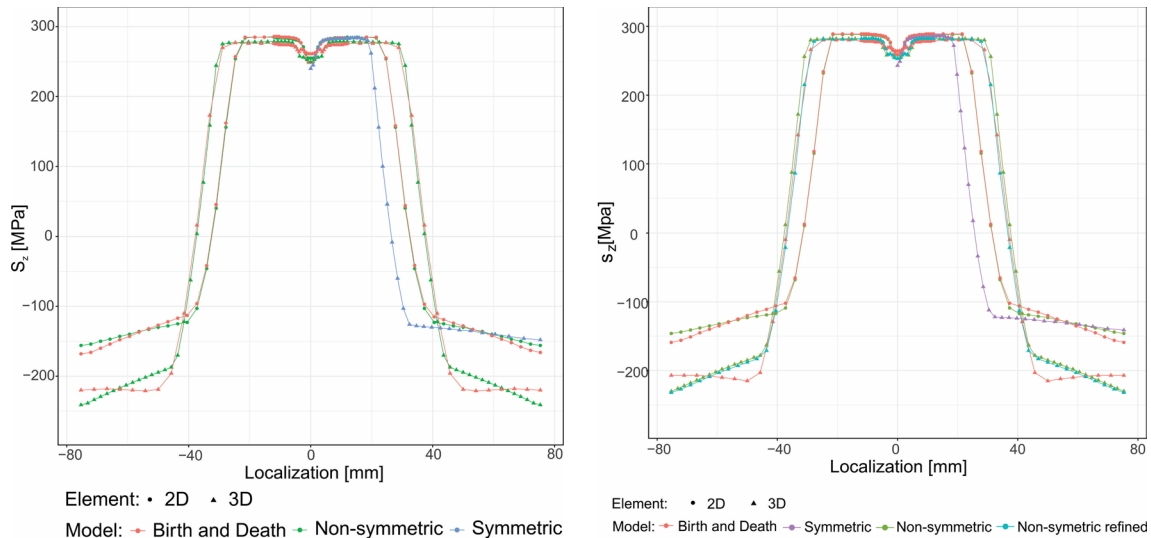 300
200
100
0
−100
−200
S_z [MPa]
−80 −40 0 40 80
Localization [mm]
Element: 2D 3D
Model: Birth and Death Non-symmetric Symmetric
300
200
100
0
−100
−200
s_z[Mpa]
−80 −40 0 40 80
Localization [mm]
Element: 2D 3D
Model: Birth and Death Symmetric Non-symmetric Non-symetric refined